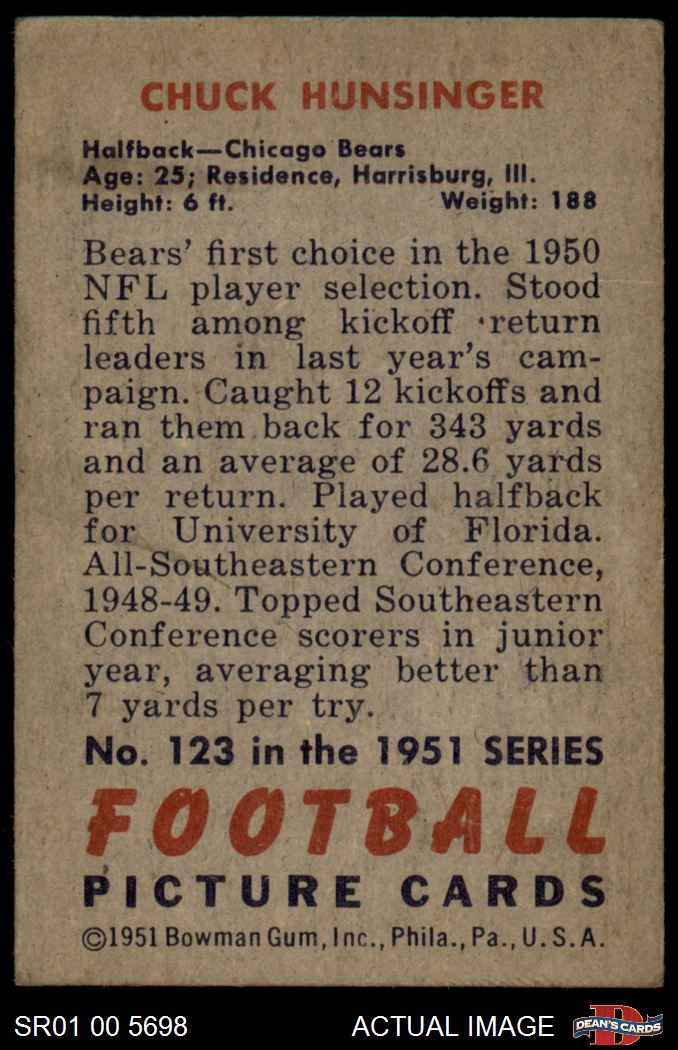 CHUCK HUNSINGER
Halfback—Chicago Bears
Age: 25; Residence, Harrisburg, Ill.
Height: 6 ft. Weight: 188
Bears' first choice in the 1950
NFL player selection. Stood
fifth among kickoff return
leaders in last year's cam-
paign. Caught 12 kickoffs and
ran them back for 343 yards
and an average of 28.6 yards
per return. Played halfback
for University of Florida.
All-Southeastern Conference,
1948-49. Topped Southeastern
Conference scorers in junior
year, averaging better than
7 yards per try.
No. 123 in the 1951 SERIES
FOOTBALL
PICTURE CARDS
©1951 Bowman Gum, Inc., Phila., Pa., U.S.A.
SR01 00 5698 ACTUAL IMAGE D DEAN'S CARDS